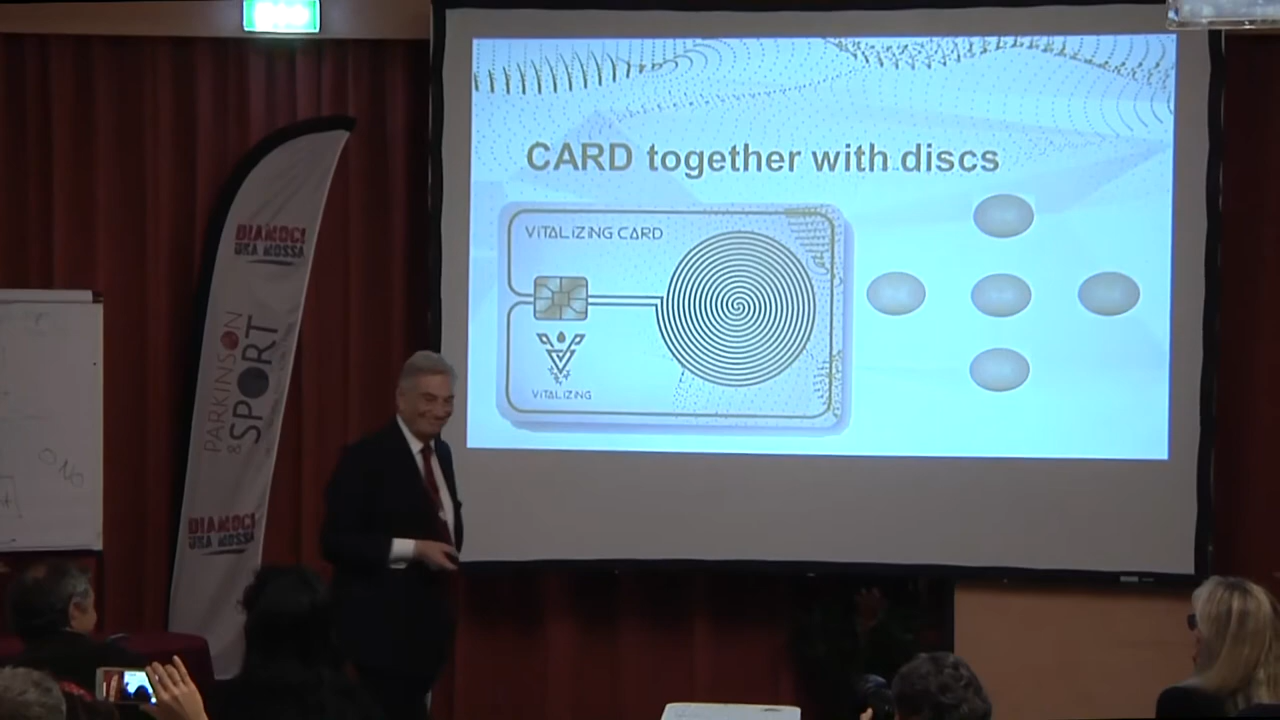 CARD together with discs
VITALIZING CARD
VITALIZING
DIAMOCI
UNA MOSSA
PARKINSON
& SPORT
DIAMOCI
UNA MOSSA